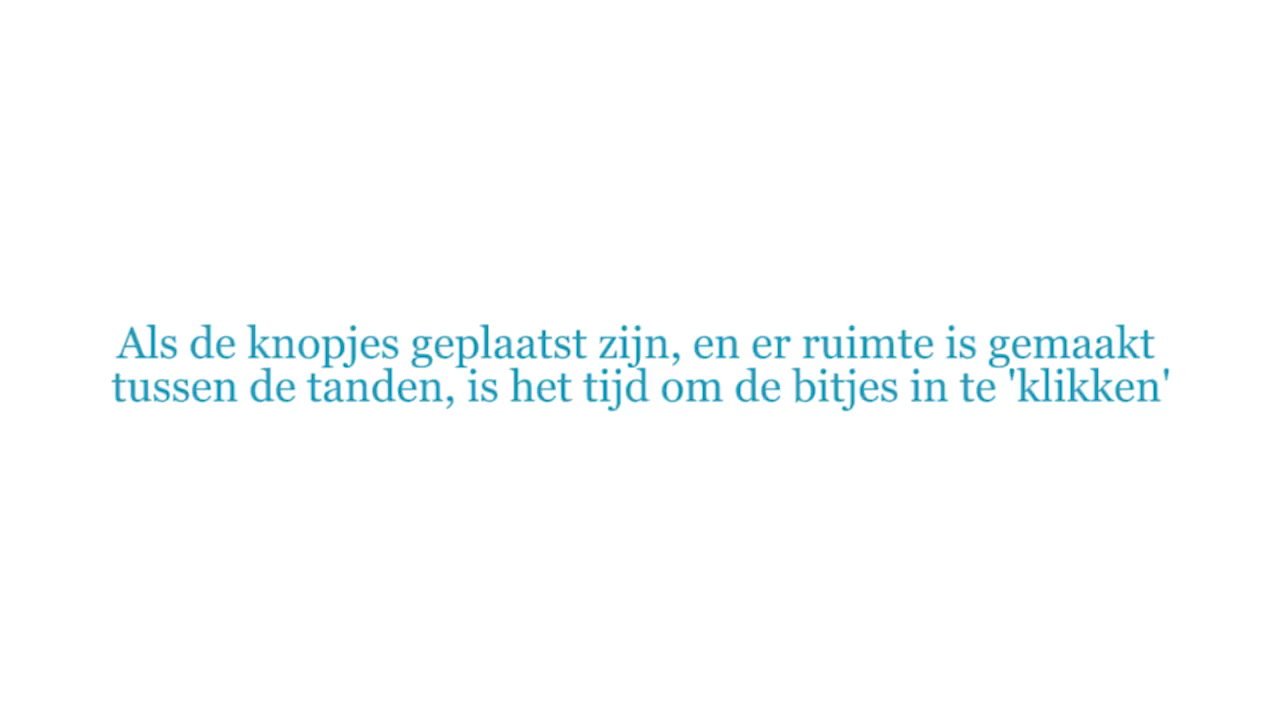 Als de knopjes geplaatst zijn, en er ruimte is gemaakt
tussen de tanden, is het tijd om de bitjes in te 'klikken'